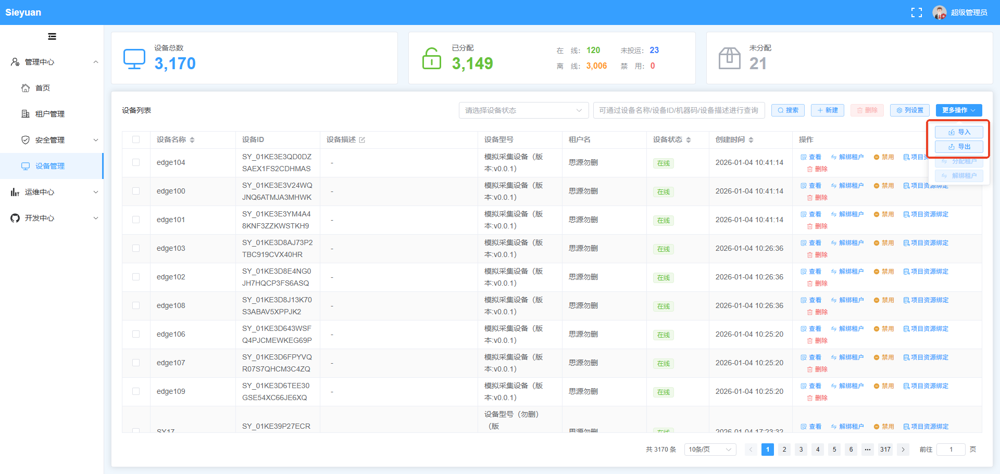 Sieyuan
超级管理员
管理中心
首页
租户管理
安全管理
设备管理
运维中心
开发中心
设备总数
3,170
已分配
3,149
在 线: 120 未投运: 23
离 线: 3,006 禁 用: 0
未分配
21
设备列表
请选择设备状态 可通过设备名称/设备ID/机器码/设备描述进行查询 搜索 新建 删除 列设置 更多操作
导入
导出
分配租户
解绑租户
设备名称 设备ID 设备描述 设备型号 租户名 设备状态 创建时间 操作
edge104 SY_01KE3E3QD0DZ - 模拟采集设备（版 思源勿删 在线 2026-01-04 10:41:14 查看 解绑租户 禁用 项目资
SAEX1FS2CDHMAS 本:v0.0.1） 删除
edge100 SY_01KE3E3V24WQ - 模拟采集设备（版 思源勿删 在线 2026-01-04 10:41:14 查看 解绑租户 禁用 项目资源绑定
JNQ6ATMJA3MHWK 本:v0.0.1） 删除
edge101 SY_01KE3E3YM4A4 - 模拟采集设备（版 思源勿删 在线 2026-01-04 10:41:14 查看 解绑租户 禁用 项目资源绑定
8KNF3ZZKWSTKH9 本:v0.0.1） 删除
edge103 SY_01KE3D8AJ73P2 - 模拟采集设备（版 思源勿删 在线 2026-01-04 10:26:36 查看 解绑租户 禁用 项目资源绑定
TBC919CVX40HR 本:v0.0.1） 删除
edge102 SY_01KE3D8E4NG0 - 模拟采集设备（版 思源勿删 在线 2026-01-04 10:26:36 查看 解绑租户 禁用 项目资源绑定
JH7HQCP3FS6ASQ 本:v0.0.1） 删除
edge108 SY_01KE3D8J13K70 - 模拟采集设备（版 思源勿删 在线 2026-01-04 10:26:36 查看 解绑租户 禁用 项目资源绑定
S3ABAV5XPPJK2 本:v0.0.1） 删除
edge106 SY_01KE3D643WSF - 模拟采集设备（版 思源勿删 在线 2026-01-04 10:25:20 查看 解绑租户 禁用 项目资源绑定
Q4PJCMEWKEG69P 本:v0.0.1） 删除
edge107 SY_01KE3D6FPYVQ - 模拟采集设备（版 思源勿删 在线 2026-01-04 10:25:20 查看 解绑租户 禁用 项目资源绑定
R07S7QHCM3C4ZQ 本:v0.0.1） 删除
edge109 SY_01KE3D6TEE30 - 模拟采集设备（版 思源勿删 在线 2026-01-04 10:25:20 查看 解绑租户 禁用 项目资源绑定
GSE54XC66JE6XQ 本:v0.0.1） 删除
设备型号（勿删）
SY17 SY_01KE39P27ECR （版 思源勿删 在线 2026-01-04 17:23:32 查看 解绑租户 禁用 项目资源绑定
共 3170 条 10条/页 1 2 3 4 5 6 ••• 317 前往 1 页